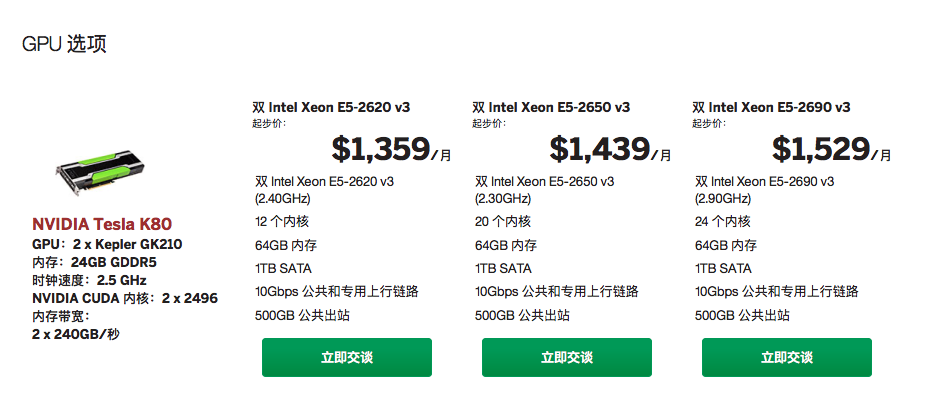 GPU 选项
NVIDIA Tesla K80
GPU：2 x Kepler GK210
内存：24GB GDDR5
时钟速度：2.5 GHz
NVIDIA CUDA 内核：2 x 2496
内存带宽：
2 x 240GB/秒
双 Intel Xeon E5-2620 v3
起步价：
$1,359/月
双 Intel Xeon E5-2620 v3
(2.40GHz)
12 个内核
64GB 内存
1TB SATA
10Gbps 公共和专用上行链路
500GB 公共出站
立即交谈
双 Intel Xeon E5-2650 v3
起步价：
$1,439/月
双 Intel Xeon E5-2650 v3
(2.30GHz)
20 个内核
64GB 内存
1TB SATA
10Gbps 公共和专用上行链路
500GB 公共出站
立即交谈
双 Intel Xeon E5-2690 v3
起步价：
$1,529/月
双 Intel Xeon E5-2690 v3
(2.90GHz)
24 个内核
64GB 内存
1TB SATA
10Gbps 公共和专用上行链路
500GB 公共出站
立即交谈